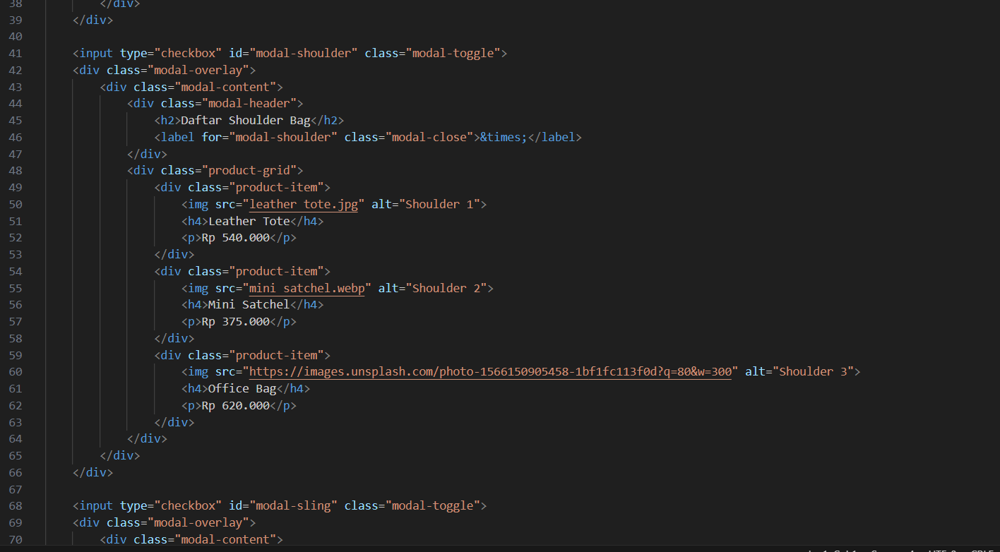 38 </div>
39 </div>
40
41 <input type="checkbox" id="modal-shoulder" class="modal-toggle">
42 <div class="modal-overlay">
43 <div class="modal-content">
44 <div class="modal-header">
45 <h2>Daftar Shoulder Bag</h2>
46 <label for="modal-shoulder" class="modal-close">&times;</label>
47 </div>
48 <div class="product-grid">
49 <div class="product-item">
50 <img src="leather tote.jpg" alt="Shoulder 1">
51 <h4>Leather Tote</h4>
52 <p>Rp 540.000</p>
53 </div>
54 <div class="product-item">
55 <img src="mini satchel.webp" alt="Shoulder 2">
56 <h4>Mini Satchel</h4>
57 <p>Rp 375.000</p>
58 </div>
59 <div class="product-item">
60 <img src="https://images.unsplash.com/photo-1566150905458-1bf1fc113f0d?q=80&w=300" alt="Shoulder 3">
61 <h4>Office Bag</h4>
62 <p>Rp 620.000</p>
63 </div>
64 </div>
65 </div>
66 </div>
67
68 <input type="checkbox" id="modal-sling" class="modal-toggle">
69 <div class="modal-overlay">
70 <div class="modal-content">